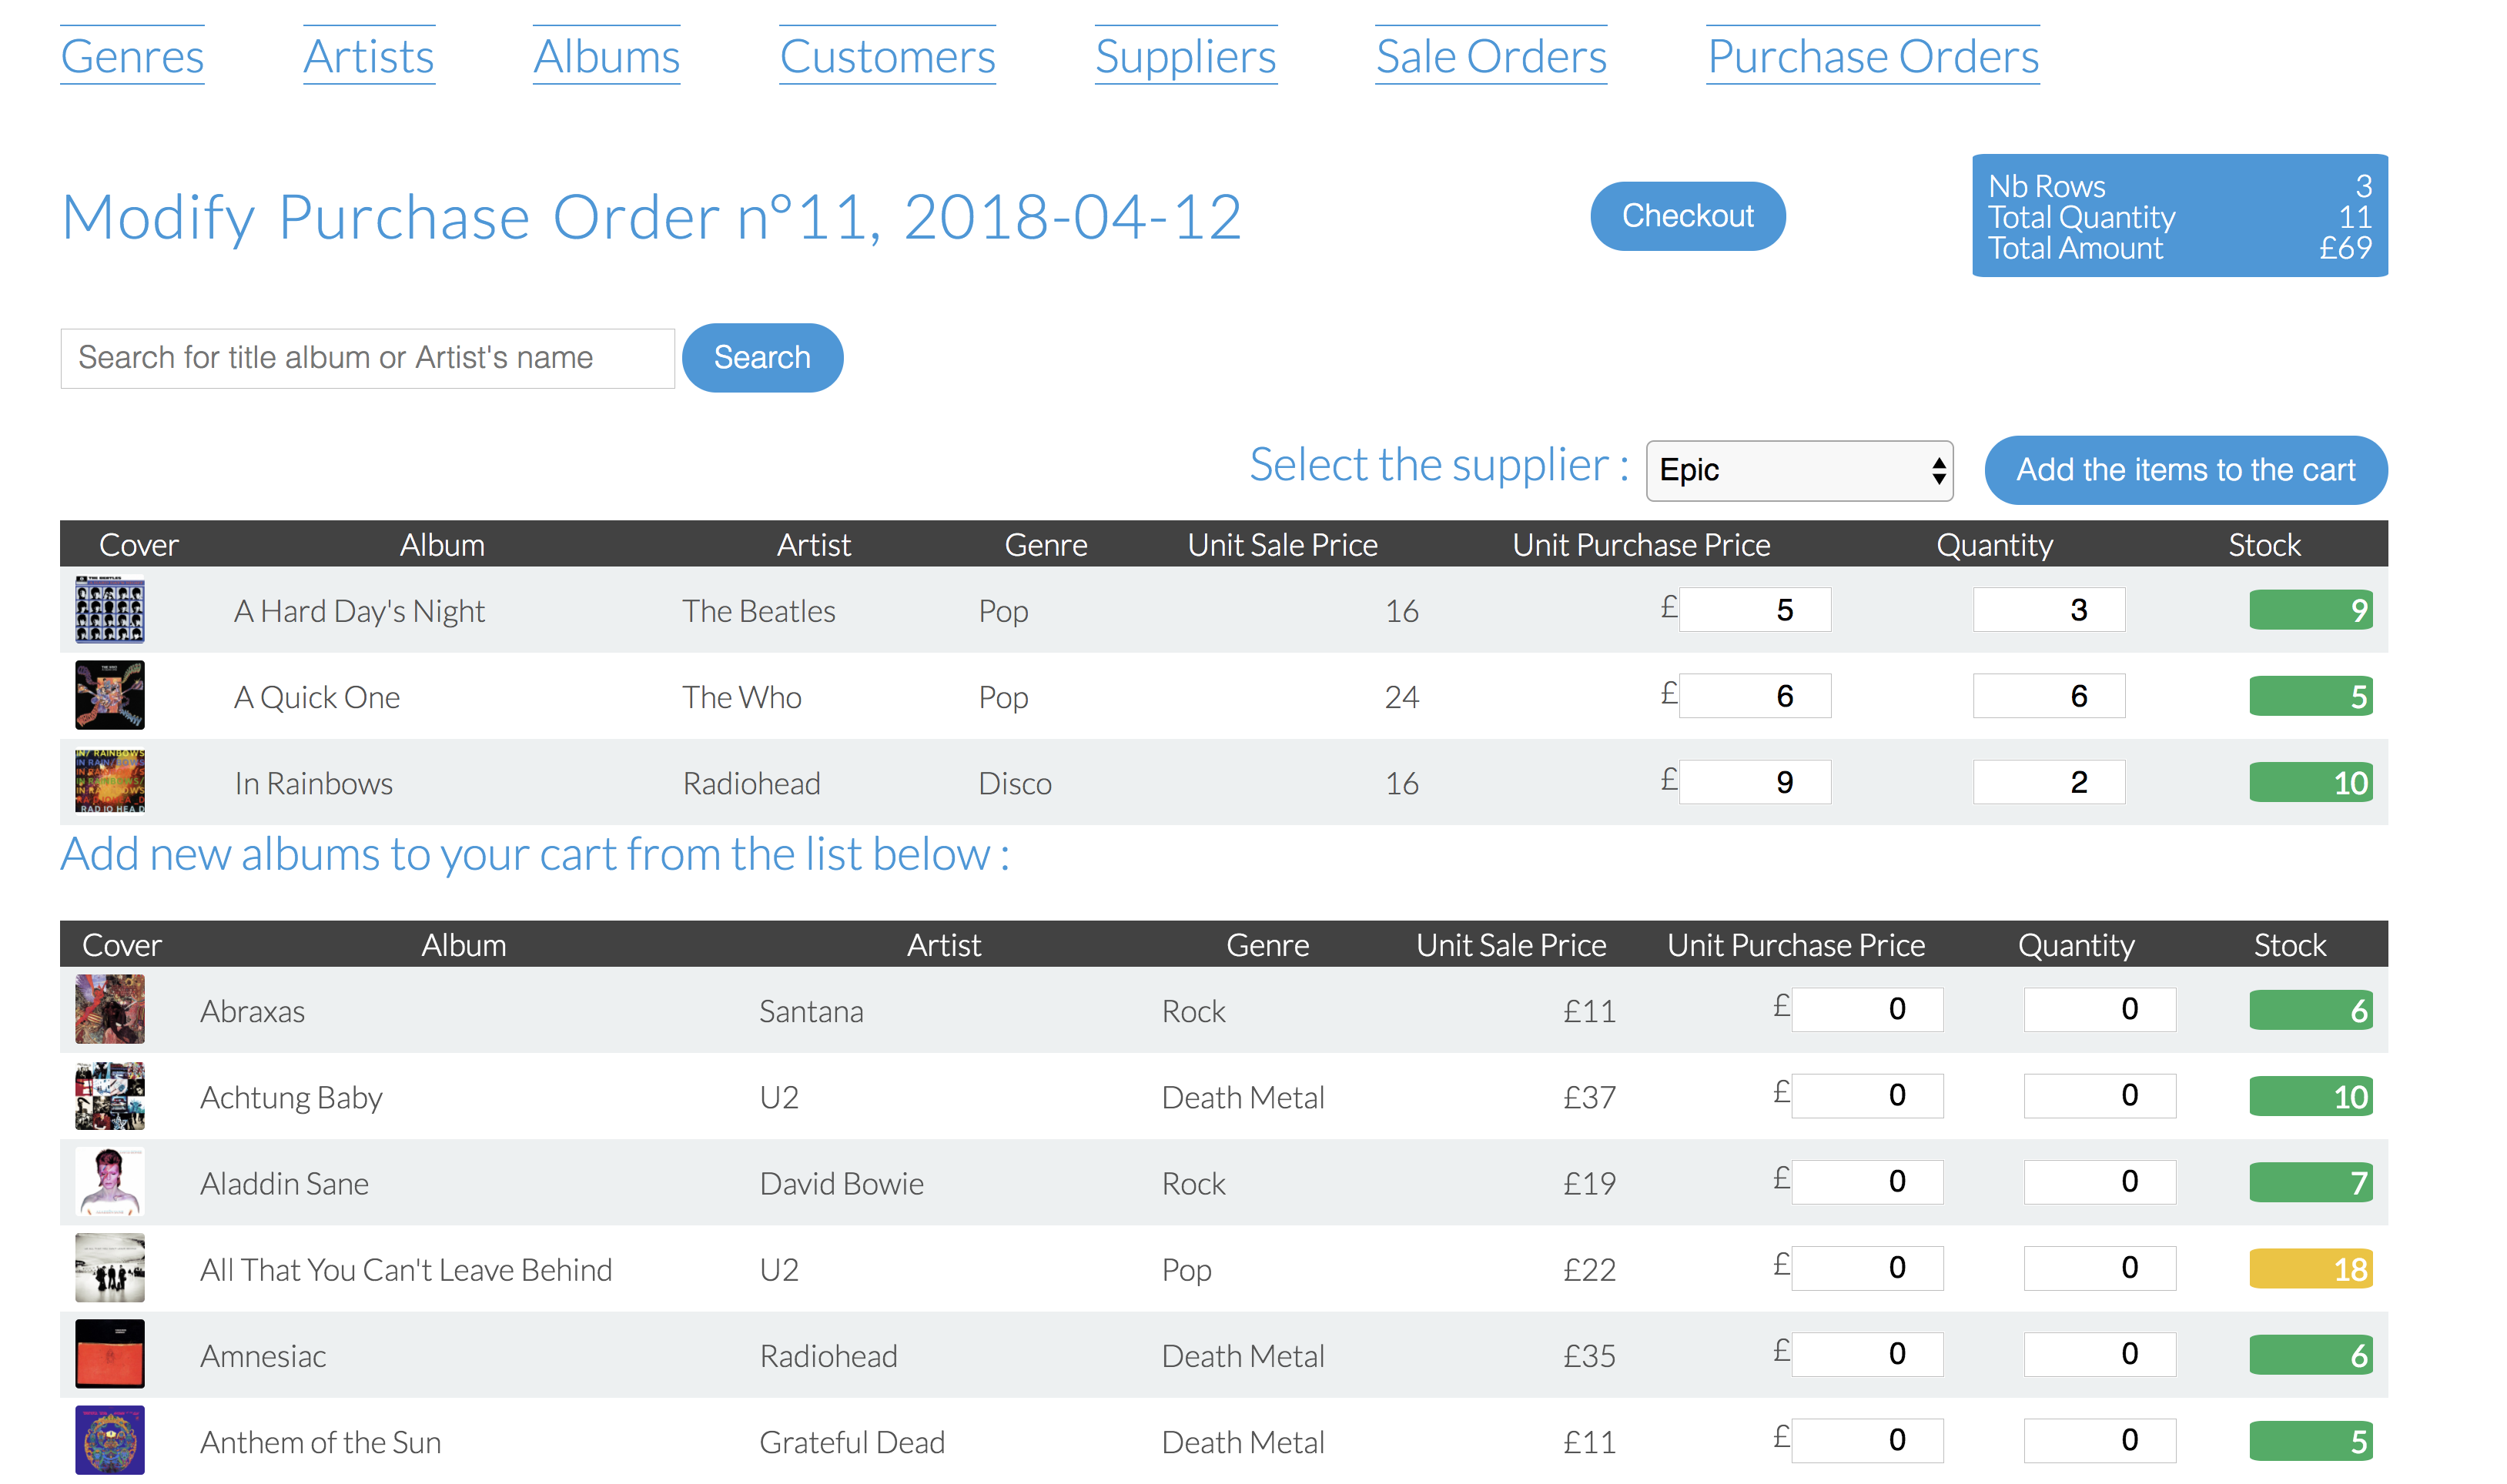 Genres Artists Albums Customers Suppliers Sale Orders Purchase Orders
Modify Purchase Order n°11, 2018-04-12
Checkout
Nb Rows 3
Total Quantity 11
Total Amount £69
Search for title album or Artist's name Search
Select the supplier : Epic Add the items to the cart
Cover Album Artist Genre Unit Sale Price Unit Purchase Price Quantity Stock
A Hard Day's Night The Beatles Pop 16 £ 5 3 9
A Quick One The Who Pop 24 £ 6 6 5
In Rainbows Radiohead Disco 16 £ 9 2 10
Add new albums to your cart from the list below :
Cover Album Artist Genre Unit Sale Price Unit Purchase Price Quantity Stock
Abraxas Santana Rock £11 £ 0 0 6
Achtung Baby U2 Death Metal £37 £ 0 0 10
Aladdin Sane David Bowie Rock £19 £ 0 0 7
All That You Can't Leave Behind U2 Pop £22 £ 0 0 18
Amnesiac Radiohead Death Metal £35 £ 0 0 6
Anthem of the Sun Grateful Dead Death Metal £11 £ 0 0 5